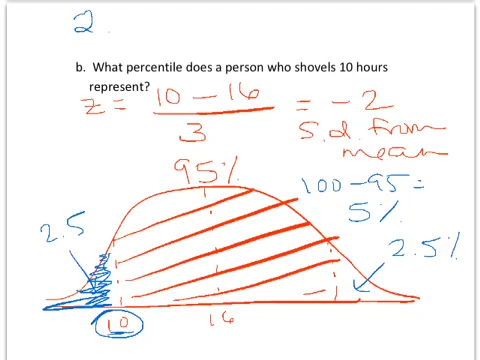 2.
b. What percentile does a person who shovels 10 hours
represent?
z = 10 - 16 / 3 = - 2
s.d. from
mean
95%
100 - 95 =
5%
2.5
2.5%
10
16